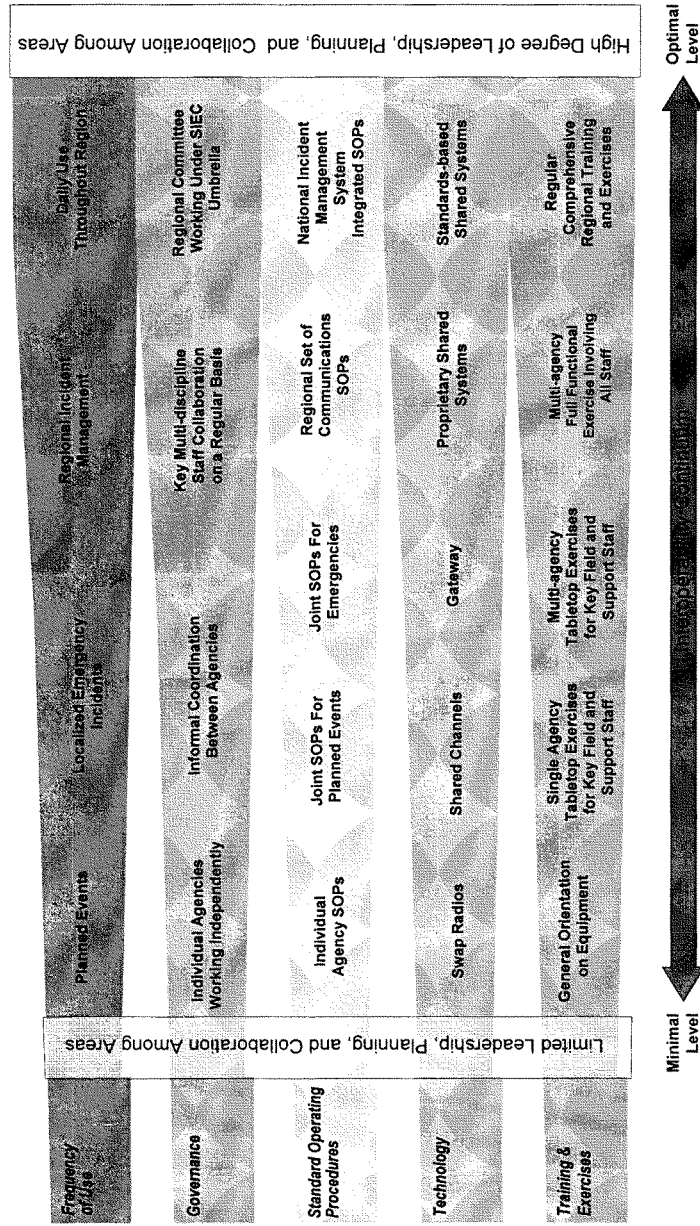 Frequency
of Use
Planned Events
Localized Emergency
Incidents
Regional Incident
Management
Daily Use
Throughout Region
Governance
Individual Agencies
Working Independently
Informal Coordination
Between Agencies
Key Multi-discipline
Staff Collaboration
on a Regular Basis
Regional Committee
Working Under SIEC
Umbrella
Standard Operating
Procedures
Individual
Agency SOPs
Joint SOPs For
Planned Events
Joint SOPs For
Emergencies
Regional Set of
Communications
SOPs
National Incident
Management
System
Integrated SOPs
Technology
Swap Radios
Shared Channels
Gateway
Proprietary Shared
Systems
Standards-based
Shared Systems
Training &
Exercises
General Orientation
on Equipment
Single Agency
Tabletop Exercises
for Key Field and
Support Staff
Multi-agency
Tabletop Exercises
for Key Field and
Support Staff
Multi-agency
Full Functional
Exercise Involving
All Staff
Regular
Comprehensive
Regional Training
and Exercises
Limited Leadership, Planning, and Collaboration Among Areas
High Degree of Leadership, Planning, and Collaboration Among Areas
Minimal
Level
Interoperability Continuum
Optimal
Level